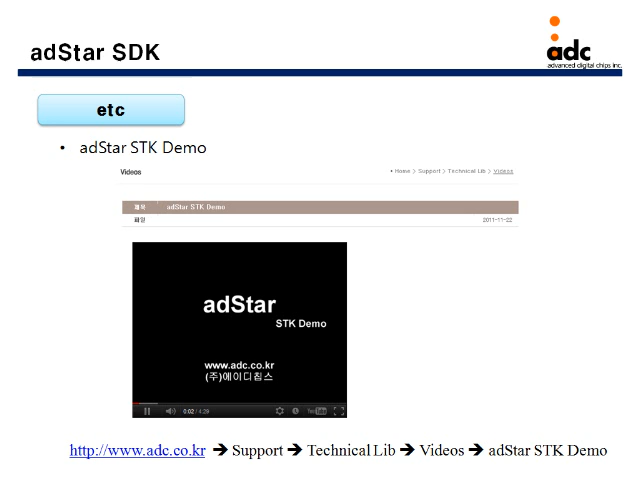 adStar SDK
adc
advanced digital chips inc.
etc
• adStar STK Demo
Videos
• Home > Support > Technical Lib > Videos
제목 adStar STK Demo
파일 2011-11-22
adStar
STK Demo
www.adc.co.kr
(주)에이디칩스
0:02 / 4:29
YouTube
http://www.adc.co.kr ➔ Support ➔ Technical Lib ➔ Videos ➔ adStar STK Demo